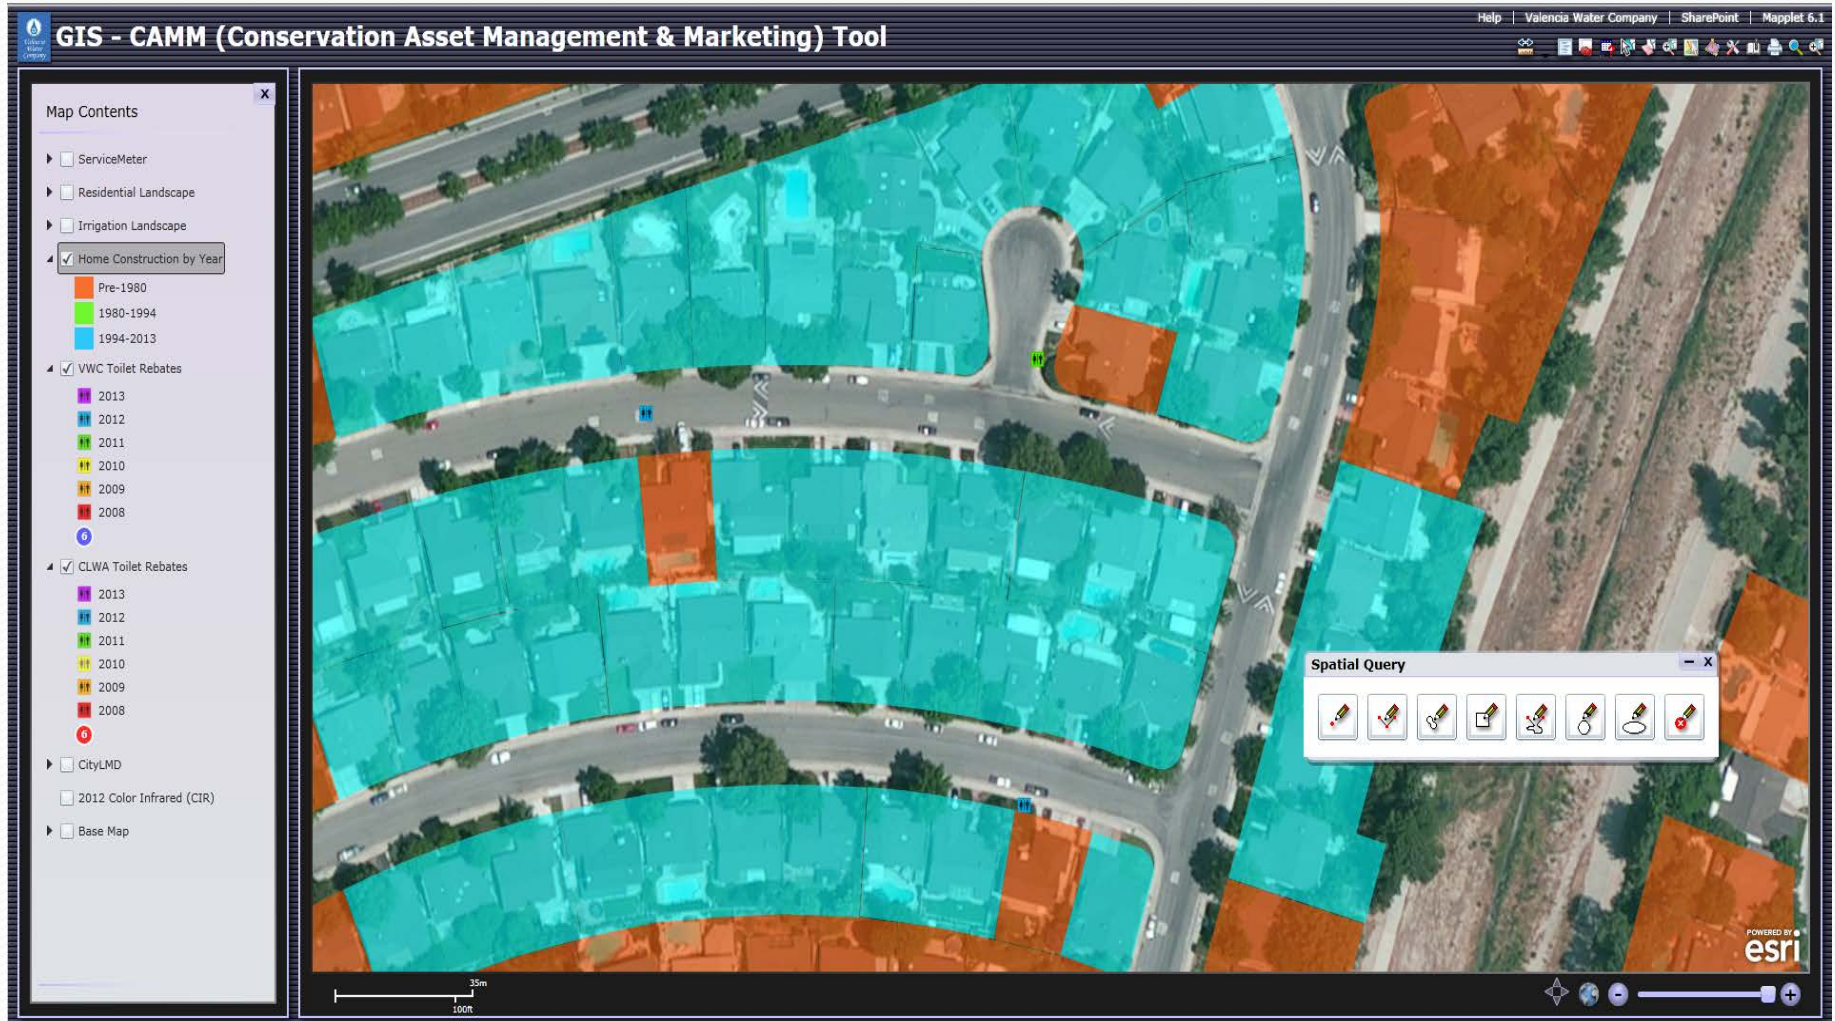 Help | Valencia Water Company | SharePoint | Mapplet 6.1
Valencia Water Company
GIS - CAMM (Conservation Asset Management & Marketing) Tool
X
Map Contents
ServiceMeter
Residential Landscape
Irrigation Landscape
Home Construction by Year
Pre-1980
1980-1994
1994-2013
VWC Toilet Rebates
2013
2012
2011
2010
2009
2008
6
CLWA Toilet Rebates
2013
2012
2011
2010
2009
2008
6
CityLMD
2012 Color Infrared (CIR)
Base Map
Spatial Query
X
POWERED BY
esri
35m
100ft